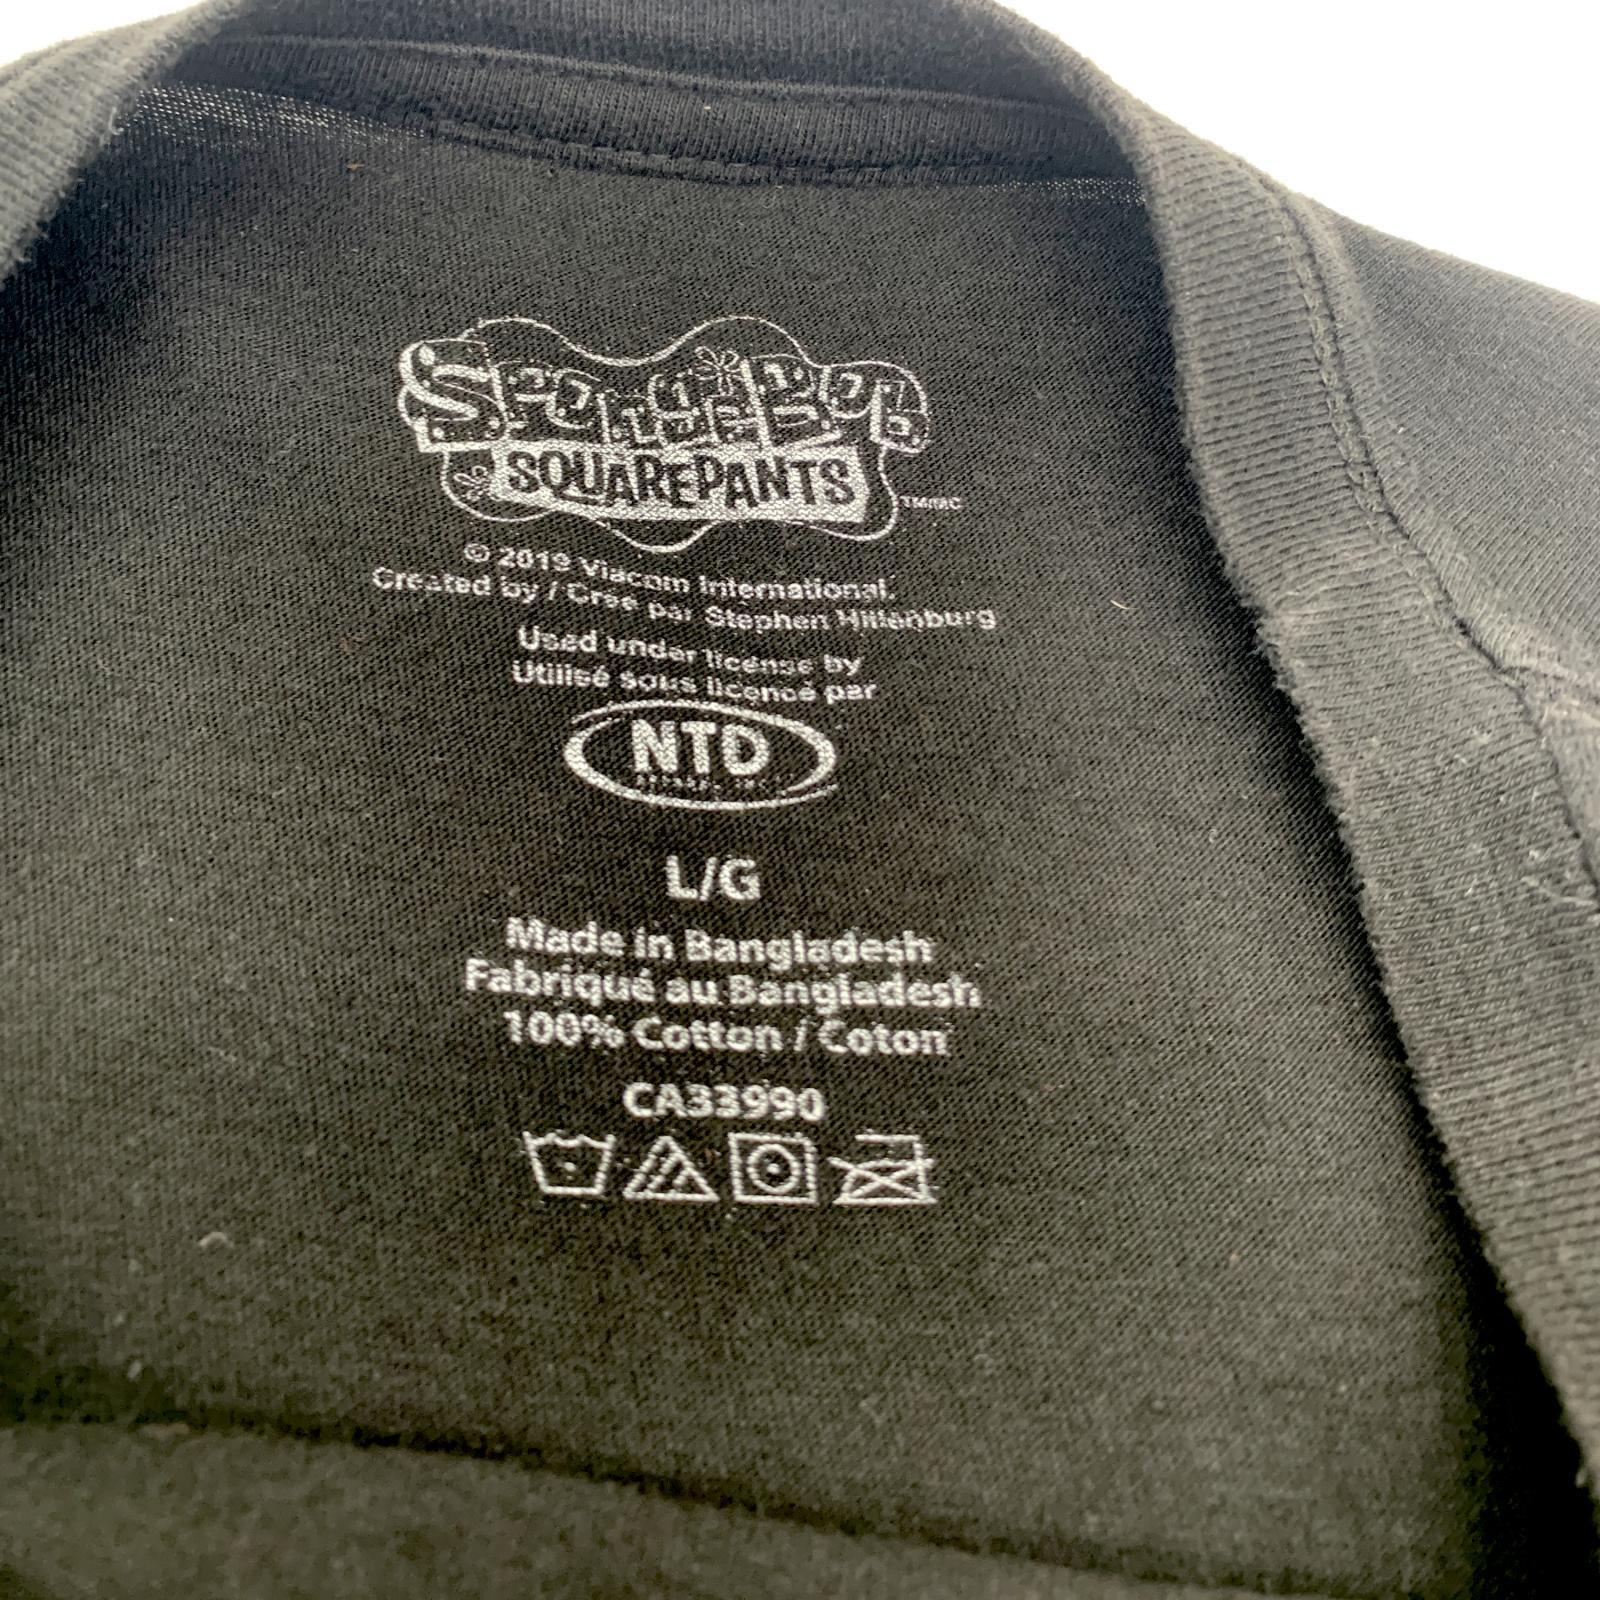 SpongeBob
SQUAREPANTS
TM/MC
© 2019 Viacom International.
Created by / Créé par Stephen Hillenburg
Used under license by
Utilisé sous licence par
NTD
L/G
Made in Bangladesh
Fabriqué au Bangladesh
100% Cotton / Coton
CA33990